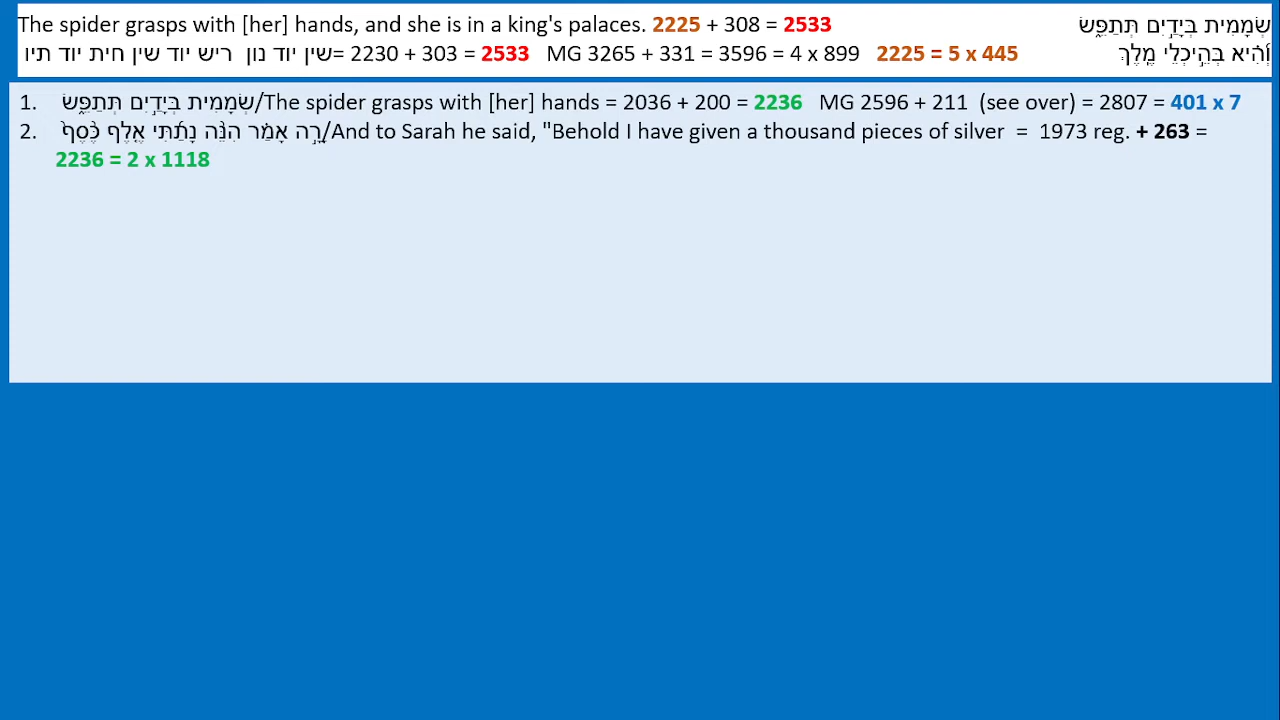 The spider grasps with [her] hands, and she is in a king's palaces. 2225 + 308 = 2533 שְׂמָמִית בְּיָדַ֣יִם תְּתַפֵּ֑שׂ
שין יוד נון ריש יוד שין חית יוד תיו = 2230 + 303 = 2533 MG 3265 + 331 = 3596 = 4 x 899 2225 = 5 x 445 וְ֝הִ֗יא בְּהֵ֣יכְלֵי מֶֽלֶךְ
1. שְׂמָמִית בְּיָדַ֣יִם תְּתַפֵּ֑שׂ/The spider grasps with [her] hands = 2036 + 200 = 2236 MG 2596 + 211 (see over) = 2807 = 401 x 7
2. רָ֣ה אָמַ֗ר הִנֵּ֨ה נָתַ֜תִּי אֶ֤לֶף כֶּ֙סֶף֙/And to Sarah he said, "Behold I have given a thousand pieces of silver = 1973 reg. + 263 =
2236 = 2 x 1118